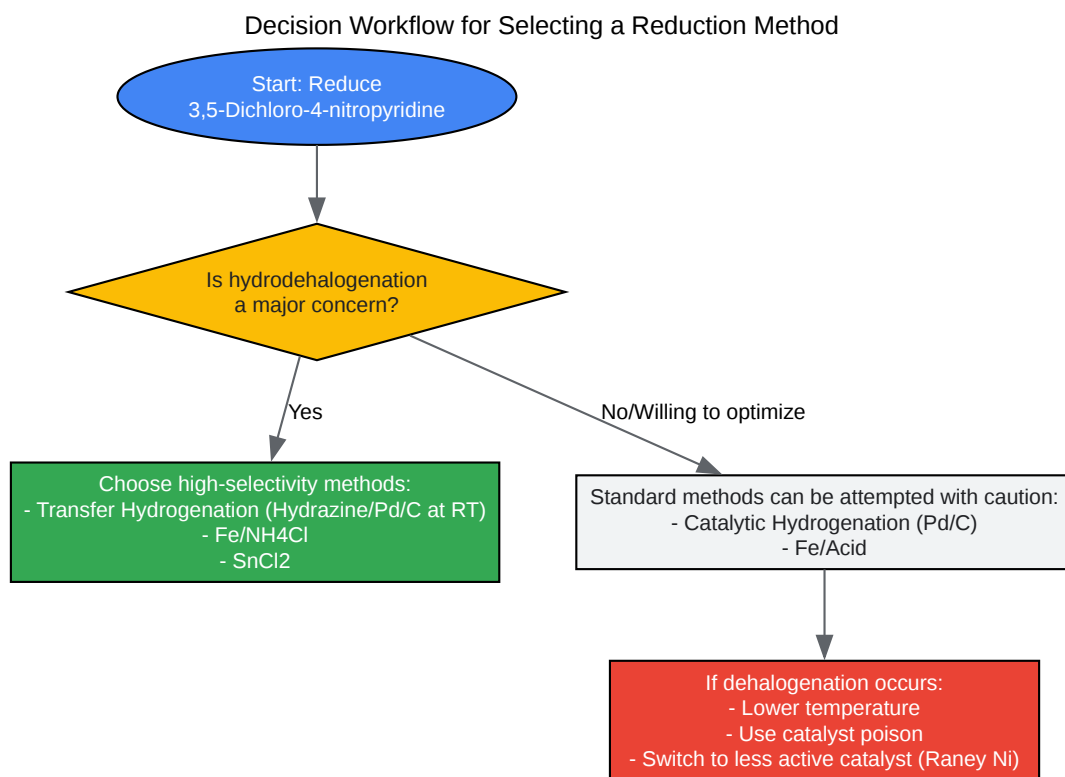 Decision Workflow for Selecting a Reduction Method
Start: Reduce
3,5-Dichloro-4-nitropyridine
Is hydrodehalogenation
a major concern?
Yes
No/Willing to optimize
Choose high-selectivity methods:
- Transfer Hydrogenation (Hydrazine/Pd/C at RT)
- Fe/NH4Cl
- SnCl2
Standard methods can be attempted with caution:
- Catalytic Hydrogenation (Pd/C)
- Fe/Acid
If dehalogenation occurs:
- Lower temperature
- Use catalyst poison
- Switch to less active catalyst (Raney Ni)